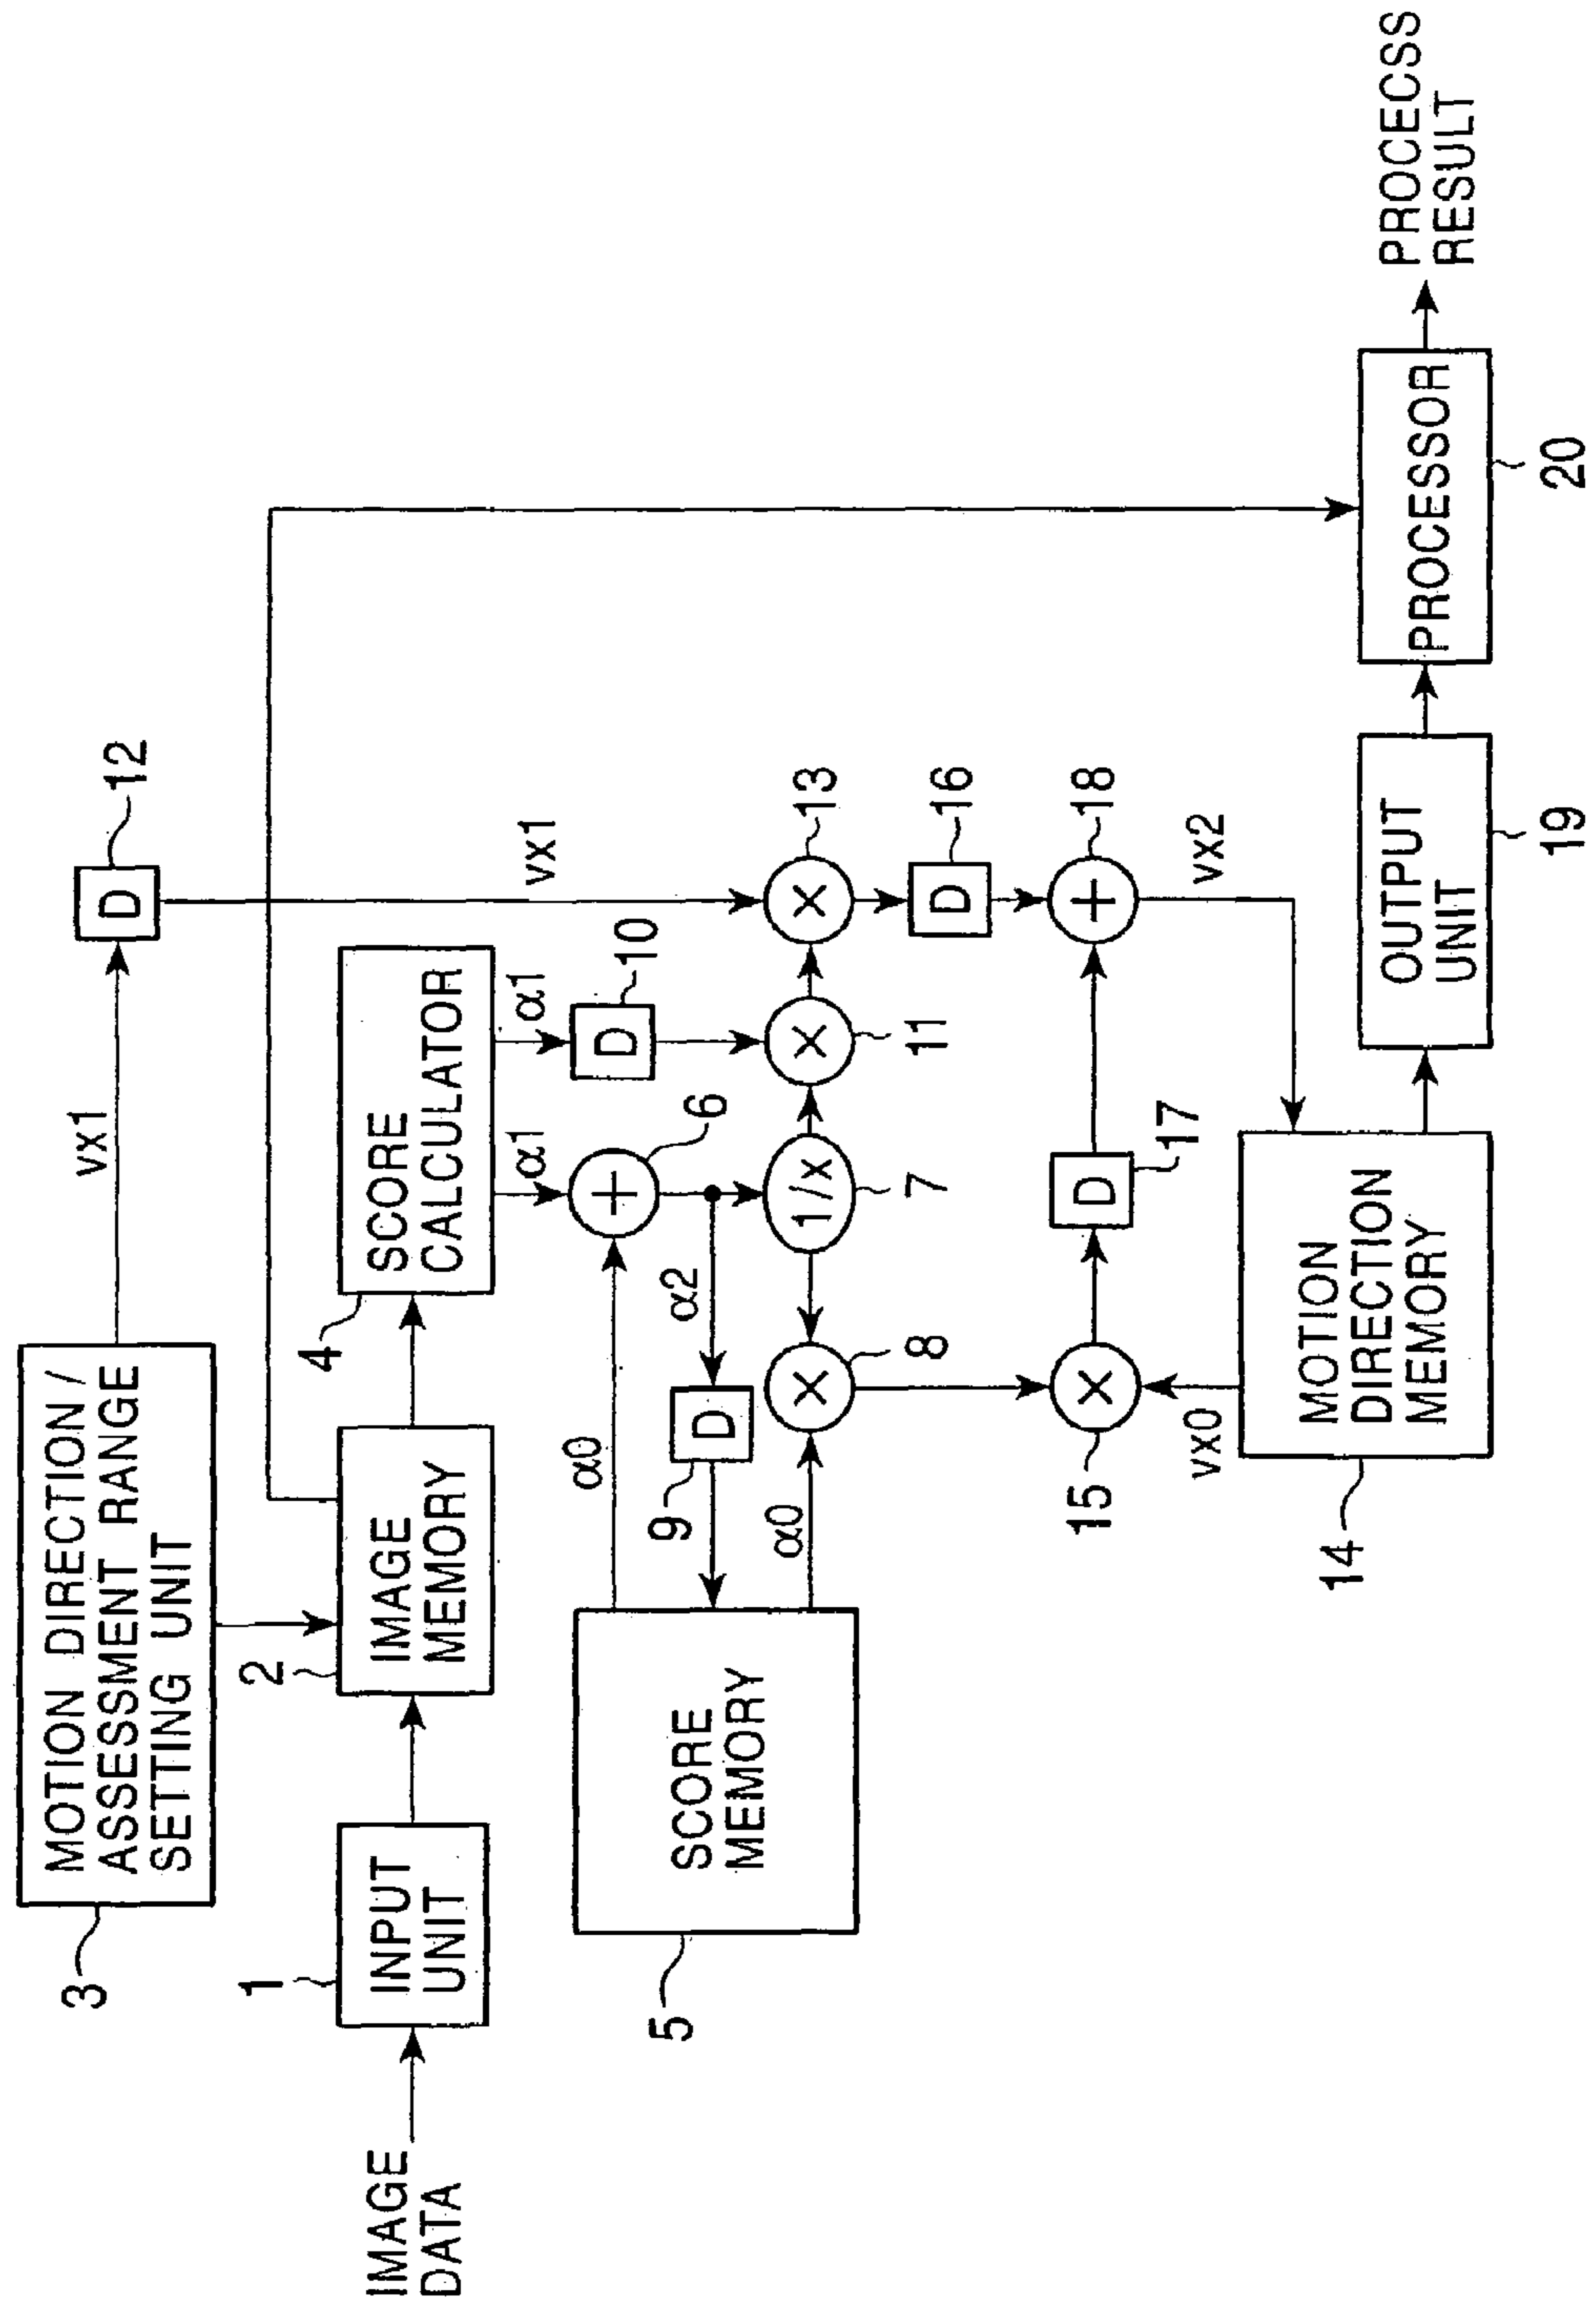 MOTION DIRECTION /
ASSESSMENT RANGE
SETTING UNIT
3
vx1
D
12
IMAGE
DATA
1
INPUT
UNIT
2
IMAGE
MEMORY
4
SCORE
CALCULATOR
α1
α1
D
10
vx1
5
SCORE
MEMORY
α0
+
6
α2
D
9
α0
×
8
1/x
7
×
11
×
13
D
16
×
15
D
17
+
18
vx0
vx2
14
MOTION
DIRECTION
MEMORY
OUTPUT
UNIT
19
PROCESSOR
20
PROCECSS
RESULT